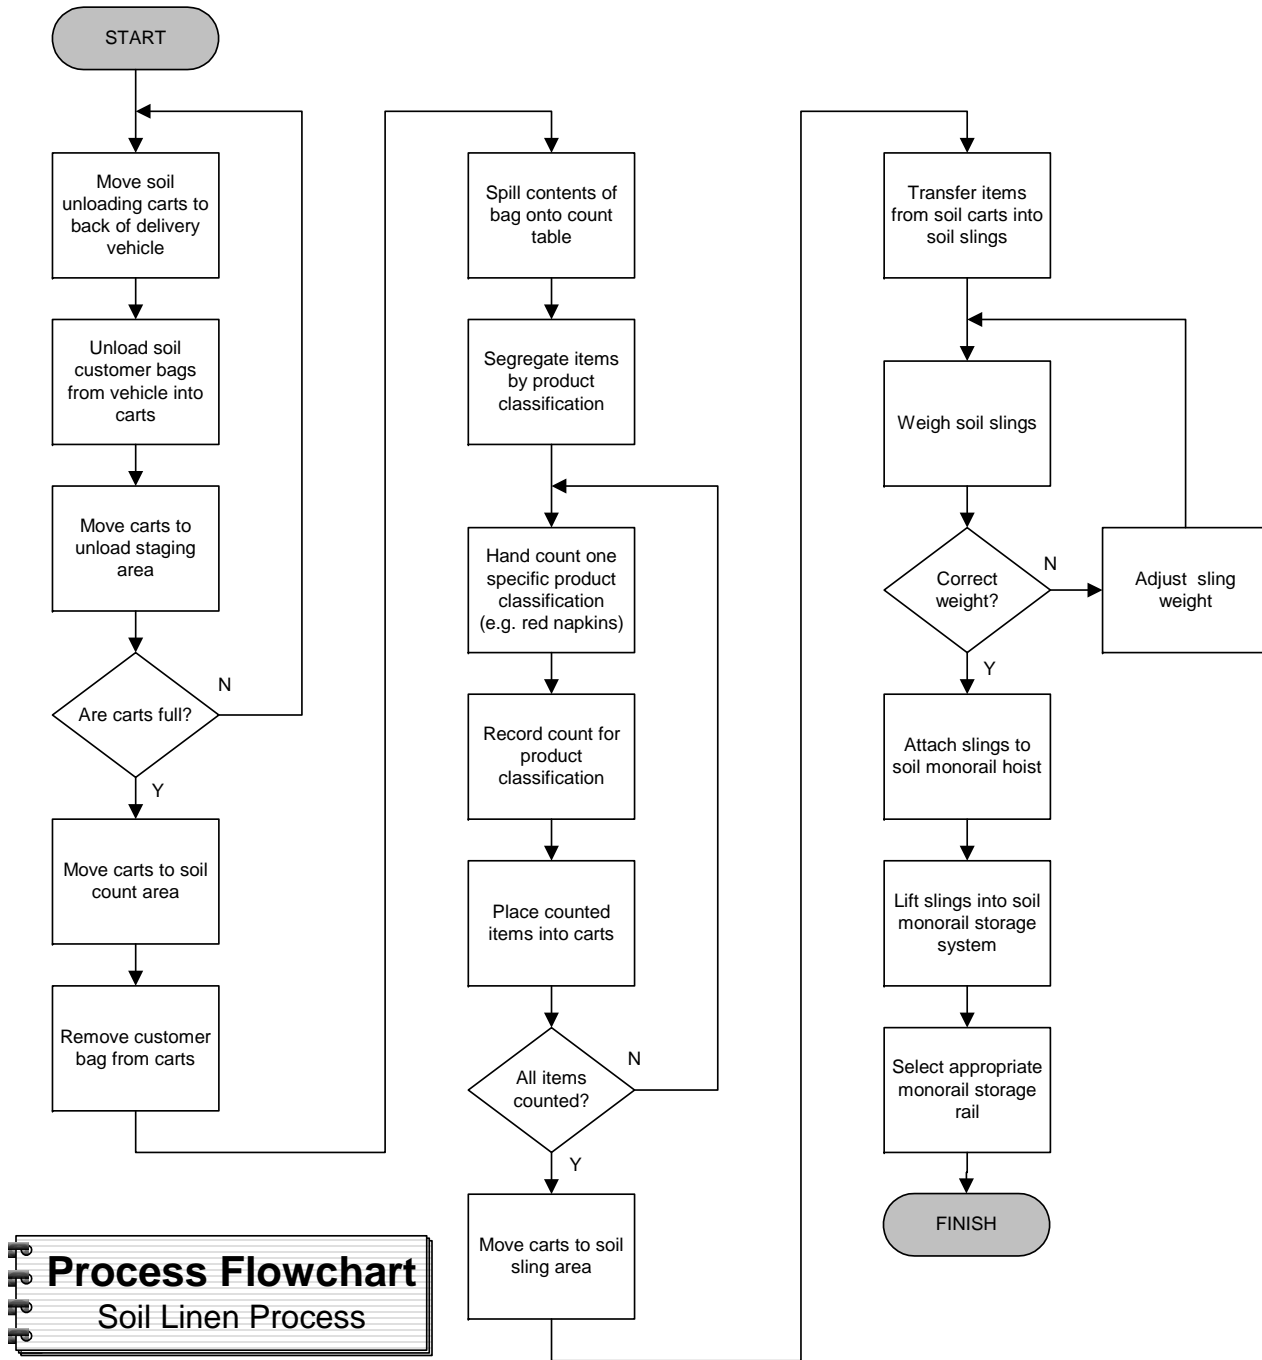 START
Move soil
unloading carts to
back of delivery
vehicle
Unload soil
customer bags
from vehicle into
carts
Move carts to
unload staging
area
Are carts full?
N
Y
Move carts to soil
count area
Remove customer
bag from carts
Spill contents of
bag onto count
table
Segregate items
by product
classification
Hand count one
specific product
classification
(e.g. red napkins)
Record count for
product
classification
Place counted
items into carts
All items
counted?
N
Y
Move carts to soil
sling area
Transfer items
from soil carts into
soil slings
Weigh soil slings
Correct
weight?
N
Adjust sling
weight
Y
Attach slings to
soil monorail hoist
Lift slings into soil
monorail storage
system
Select appropriate
monorail storage
rail
FINISH
Process Flowchart
Soil Linen Process